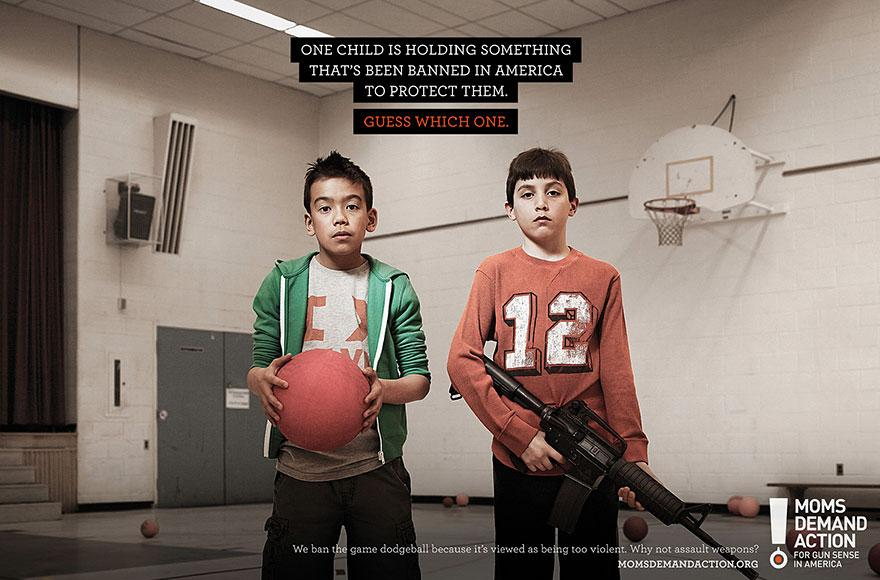 ONE CHILD IS HOLDING SOMETHING
THAT'S BEEN BANNED IN AMERICA
TO PROTECT THEM.
GUESS WHICH ONE.
12
We ban the game dodgeball because it's viewed as being too violent. Why not assault weapons?
MOMSDEMANDACTION.ORG
MOMS
DEMAND
ACTION
FOR GUN SENSE
IN AMERICA